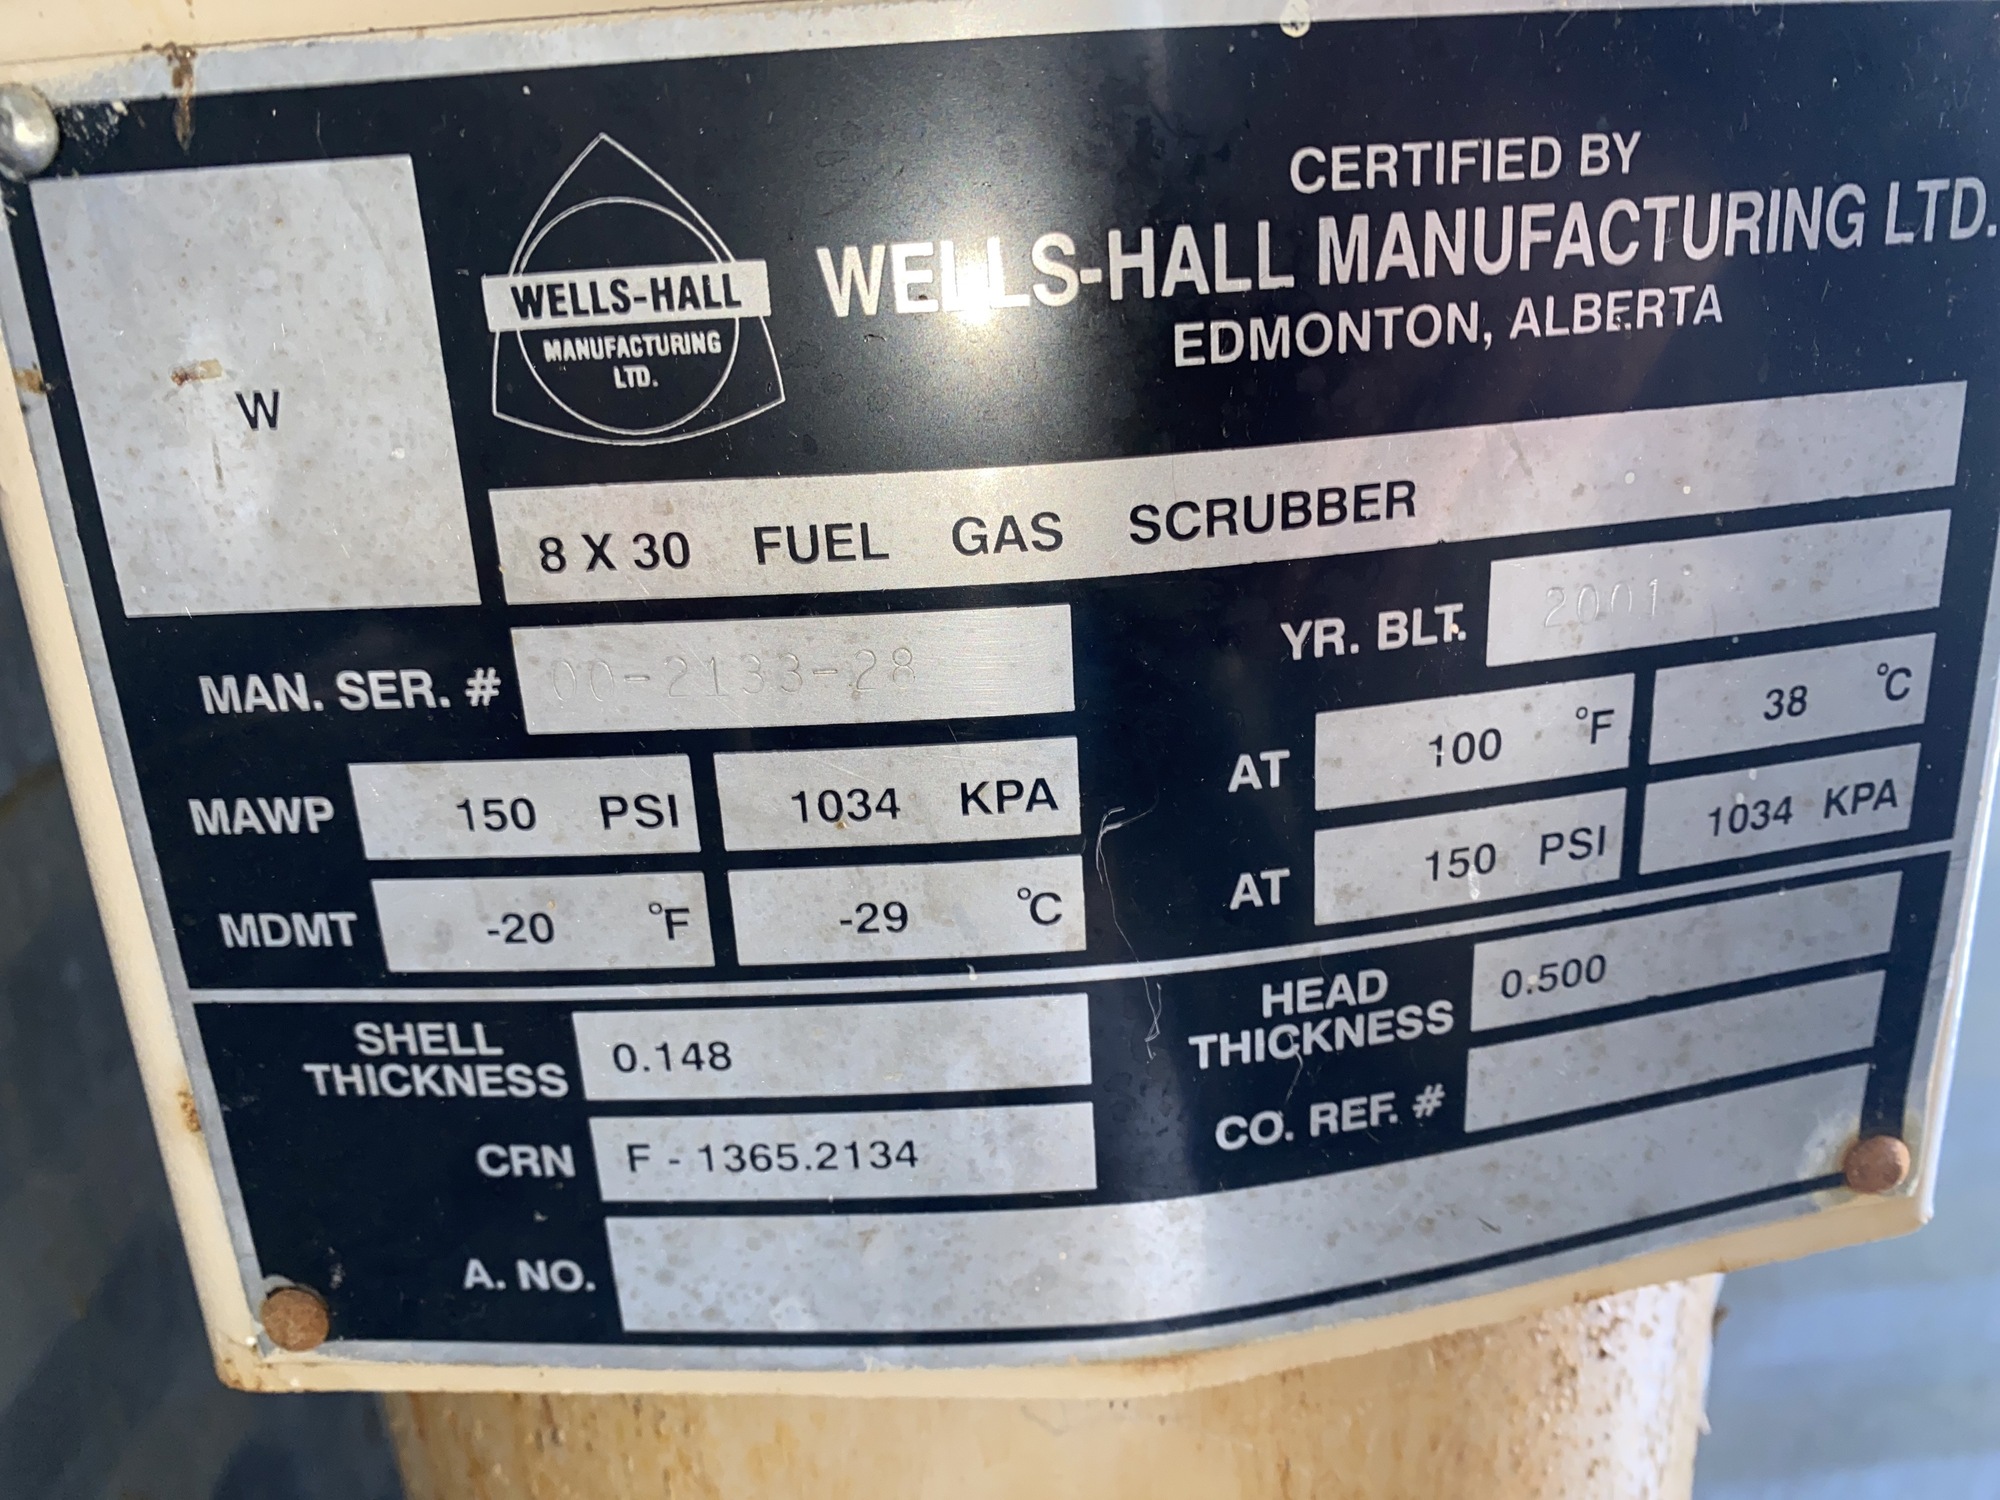 CERTIFIED BY
WELLS-HALL MANUFACTURING LTD.
EDMONTON, ALBERTA
WELLS-HALL
MANUFACTURING
LTD.
W
8 X 30 FUEL GAS SCRUBBER
MAN. SER. # 00-2133-28 YR. BLT. 2001
MAWP 150 PSI 1034 KPA AT 100 °F 38 °C
MDMT -20 °F -29 °C AT 150 PSI 1034 KPA
SHELL THICKNESS 0.148 HEAD THICKNESS 0.500
CRN F - 1365.2134 CO. REF. #
A. NO.